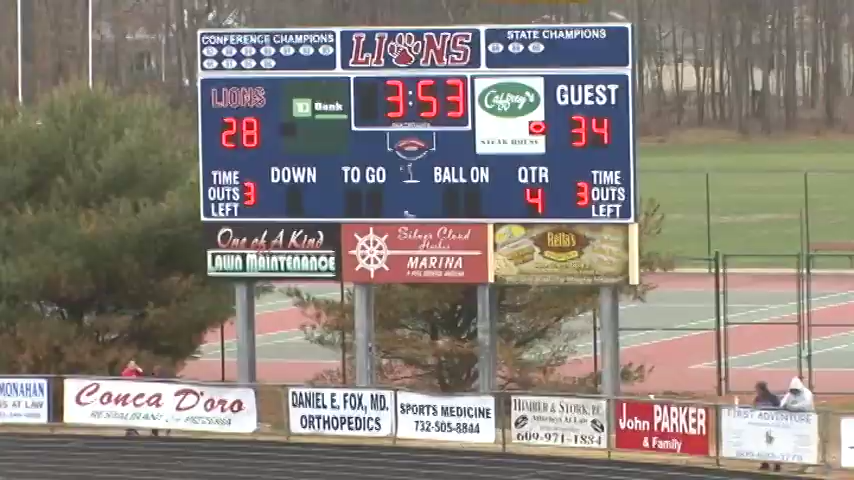 CONFERENCE CHAMPIONS
LIONS
STATE CHAMPIONS
LIONS
TD Bank
3:53
Caffrey's
STEAK HOUSE
GUEST
28
34
DOWN
TO GO
BALL ON
QTR
TIME
OUTS
LEFT
3
4
3
TIME
OUTS
LEFT
One of A Kind
LAWN MAINTENANCE
Silver Cloud
Harbor
MARINA
MONAHAN
AT LAW
Conca D'oro
DANIEL E. FOX, MD.
ORTHOPEDICS
SPORTS MEDICINE
732-505-8844
609-971-1884
John PARKER
& Family
FIRST ADVENTURE